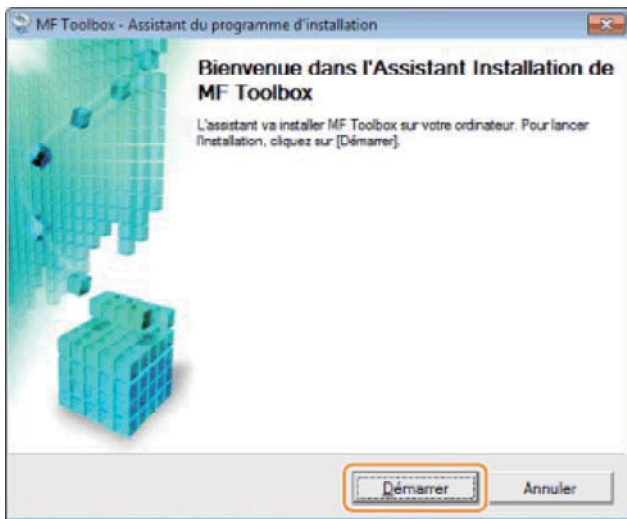 MF Toolbox - Assistant du programme d'installation
Bienvenue dans l'Assistant Installation de
MF Toolbox
L'assistant va installer MF Toolbox sur votre ordinateur. Pour lancer
l'installation, cliquez sur [Démarrer].
Démarrer Annuler